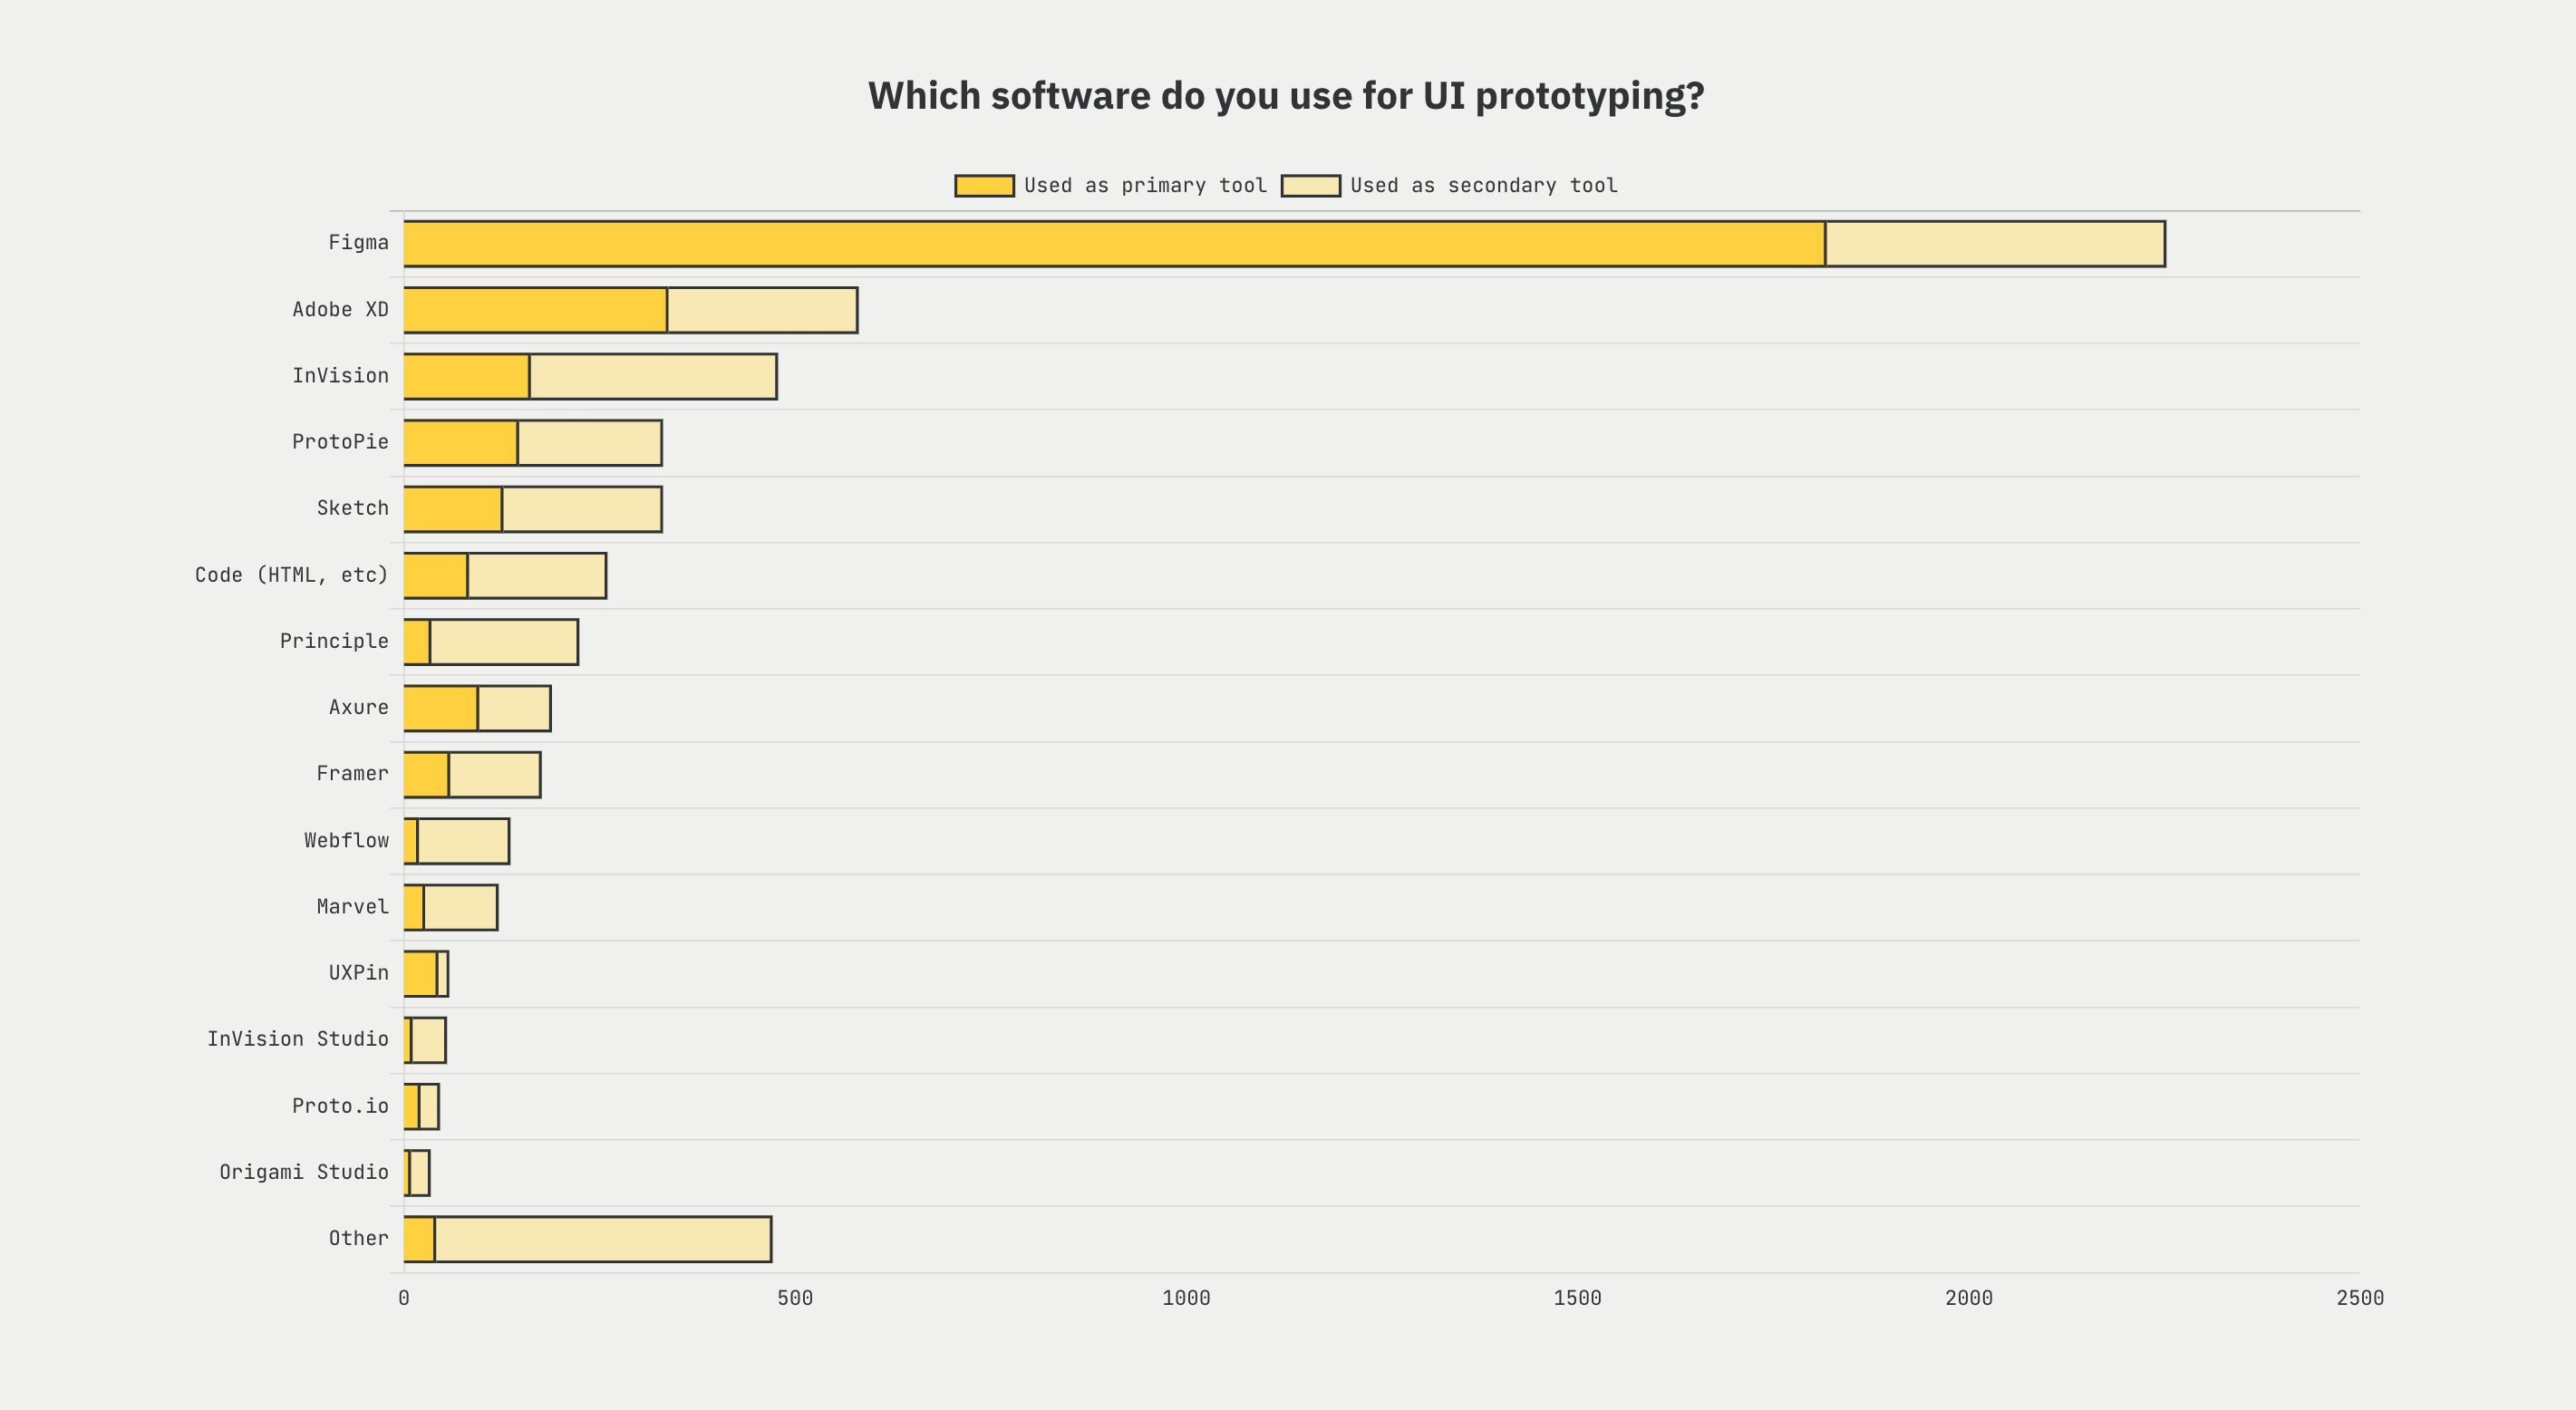 Which software do you use for UI prototyping?
Used as primary tool Used as secondary tool
Figma
Adobe XD
InVision
ProtoPie
Sketch
Code (HTML, etc)
Principle
Axure
Framer
Webflow
Marvel
UXPin
InVision Studio
Proto.io
Origami Studio
Other
0 500 1000 1500 2000 2500